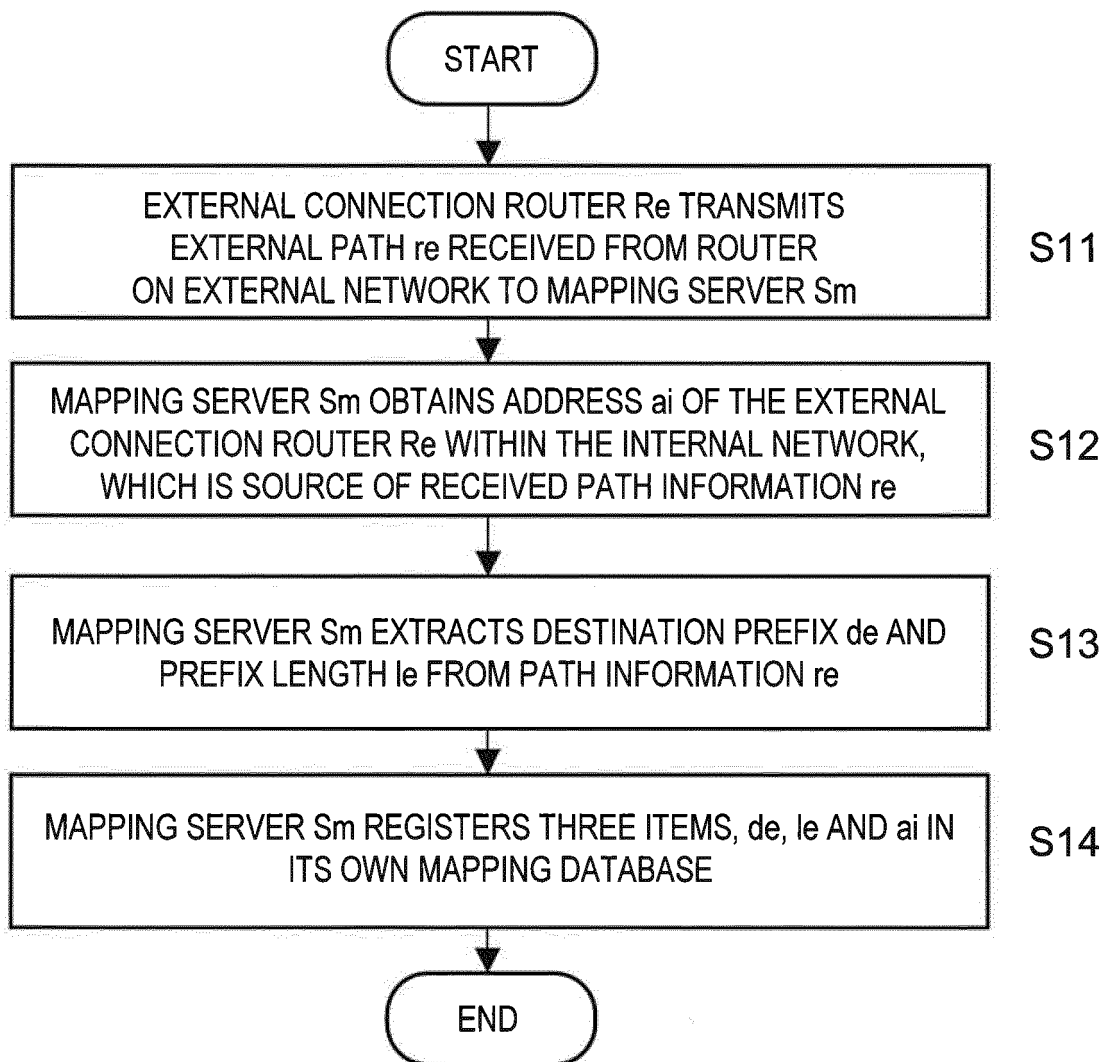 START
EXTERNAL CONNECTION ROUTER Re TRANSMITS
EXTERNAL PATH re RECEIVED FROM ROUTER
ON EXTERNAL NETWORK TO MAPPING SERVER Sm
S11
MAPPING SERVER Sm OBTAINS ADDRESS ai OF THE EXTERNAL
CONNECTION ROUTER Re WITHIN THE INTERNAL NETWORK,
WHICH IS SOURCE OF RECEIVED PATH INFORMATION re
S12
MAPPING SERVER Sm EXTRACTS DESTINATION PREFIX de AND
PREFIX LENGTH le FROM PATH INFORMATION re
S13
MAPPING SERVER Sm REGISTERS THREE ITEMS, de, le AND ai IN
ITS OWN MAPPING DATABASE
S14
END